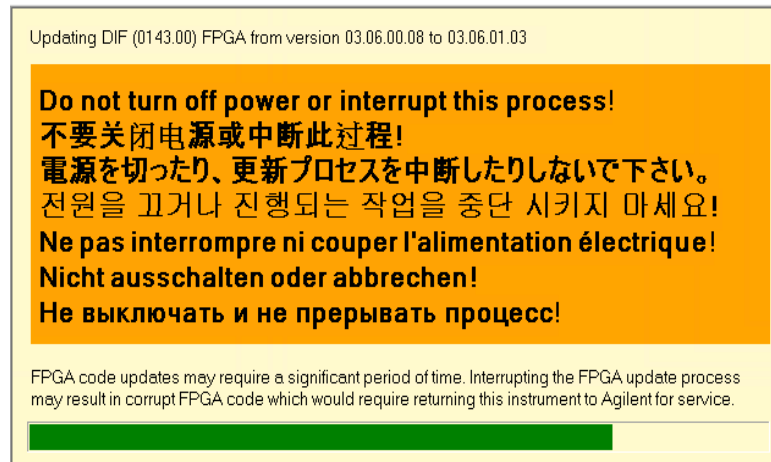 Updating DIF (0143.00) FPGA from version 03.06.00.08 to 03.06.01.03
Do not turn off power or interrupt this process!
不要关闭电源或中断此过程!
電源を切ったり、更新プロセスを中断したりしないで下さい。
전원을 끄거나 진행되는 작업을 중단 시키지 마세요!
Ne pas interrompre ni couper l'alimentation électrique!
Nicht ausschalten oder abbrechen!
Не выключать и не прерывать процесс!
FPGA code updates may require a significant period of time. Interrupting the FPGA update process
may result in corrupt FPGA code which would require returning this instrument to Agilent for service.